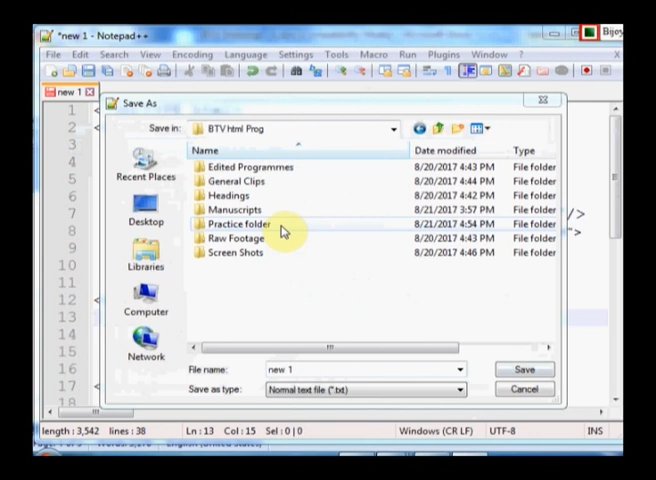 *new 1 - Notepad++
Bijoy
File Edit Search View Encoding Language Settings Tools Macro Run Plugins Window ? X
new 1
Save As
Save in: BTV html Prog
Name Date modified Type
Edited Programmes 8/20/2017 4:43 PM File folder
General Clips 8/20/2017 4:44 PM File folder
Headings 8/20/2017 4:42 PM File folder
Manuscripts 8/21/2017 3:57 PM File folder
Practice folder 8/21/2017 4:54 PM File folder
Raw Footage 8/20/2017 4:43 PM File folder
Screen Shots 8/20/2017 4:46 PM File folder
Recent Places
Desktop
Libraries
Computer
Network
1 <
2 <
3
4
5
6
7 />
8 ">
9
10
11
12 <
13
14
15
16
17 <
18
File name: new 1 Save
Save as type: Normal text file (*.txt) Cancel
length : 3,542 lines : 38 Ln : 13 Col : 15 Sel : 0 | 0 Windows (CR LF) UTF-8 INS